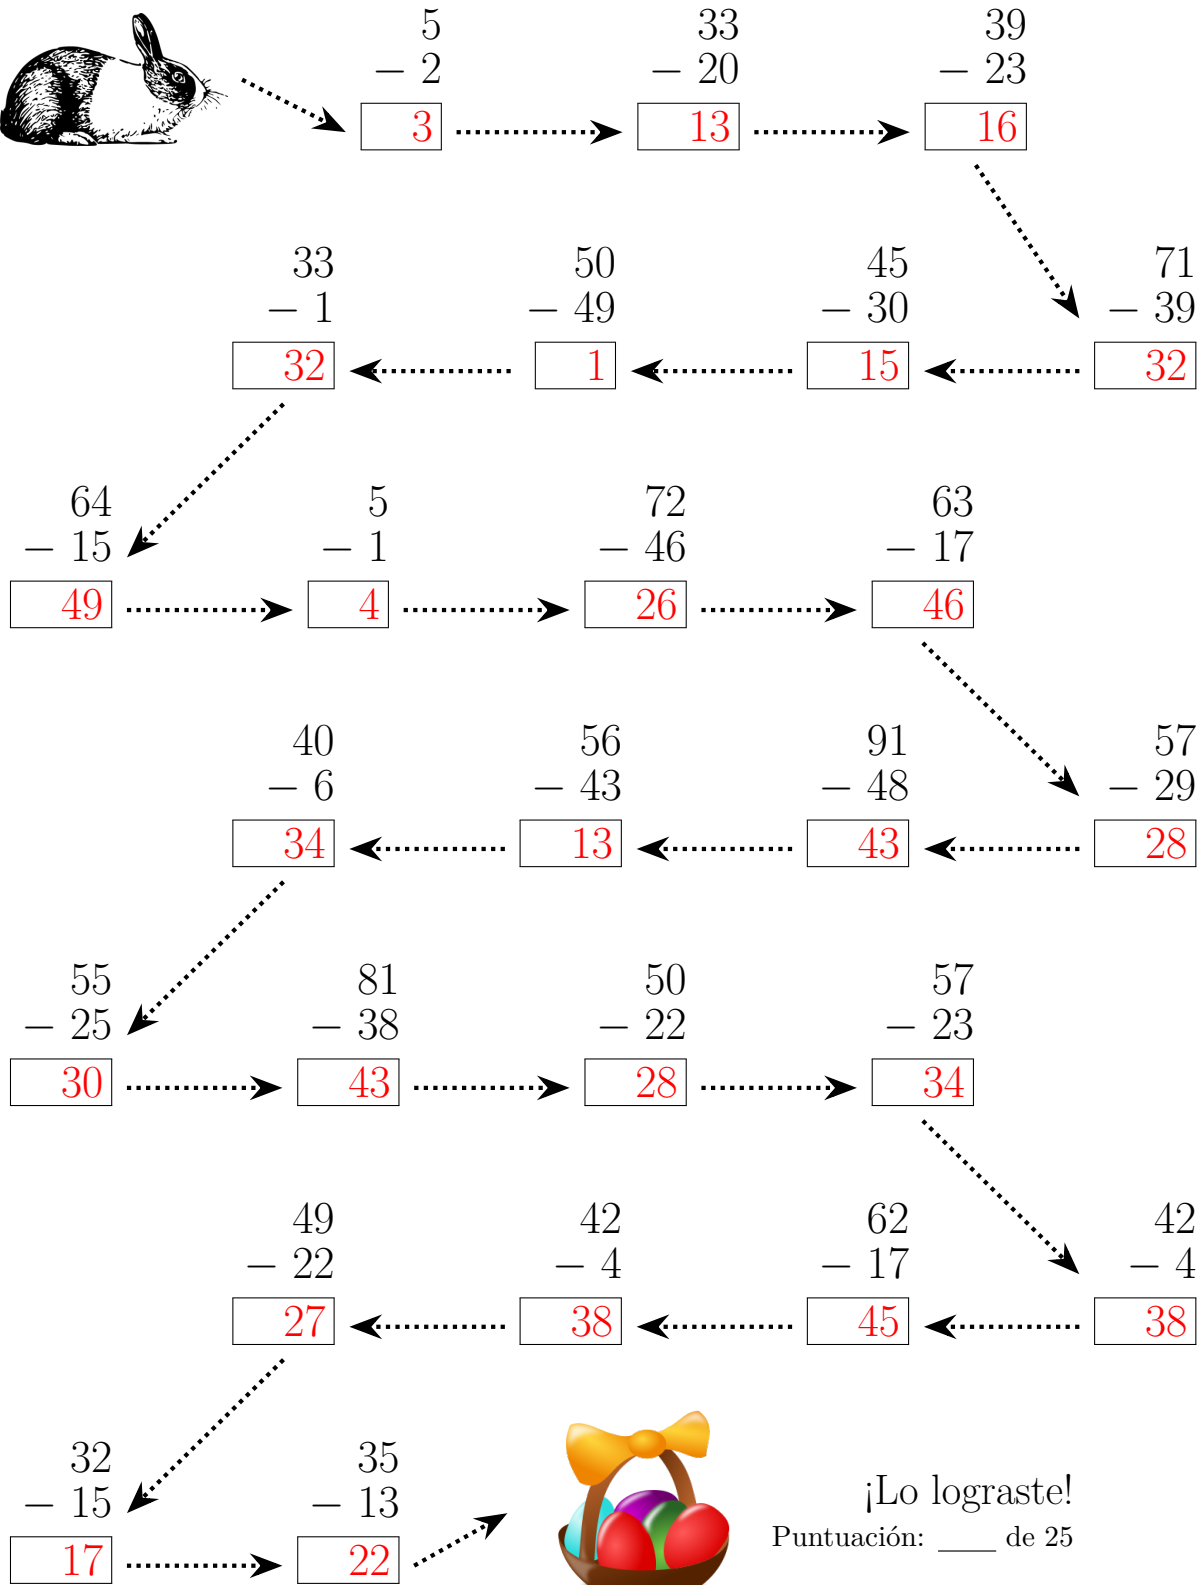 5 33 39
− 2 − 20 − 23
3 13 16
33 50 45 71
− 1 − 49 − 30 − 39
32 1 15 32
64 5 72 63
− 15 − 1 − 46 − 17
49 4 26 46
40 56 91 57
− 6 − 43 − 48 − 29
34 13 43 28
55 81 50 57
− 25 − 38 − 22 − 23
30 43 28 34
49 42 62 42
− 22 − 4 − 17 − 4
27 38 45 38
32 35
− 15 − 13
17 22
¡Lo lograste!
Puntuación: ____ de 25